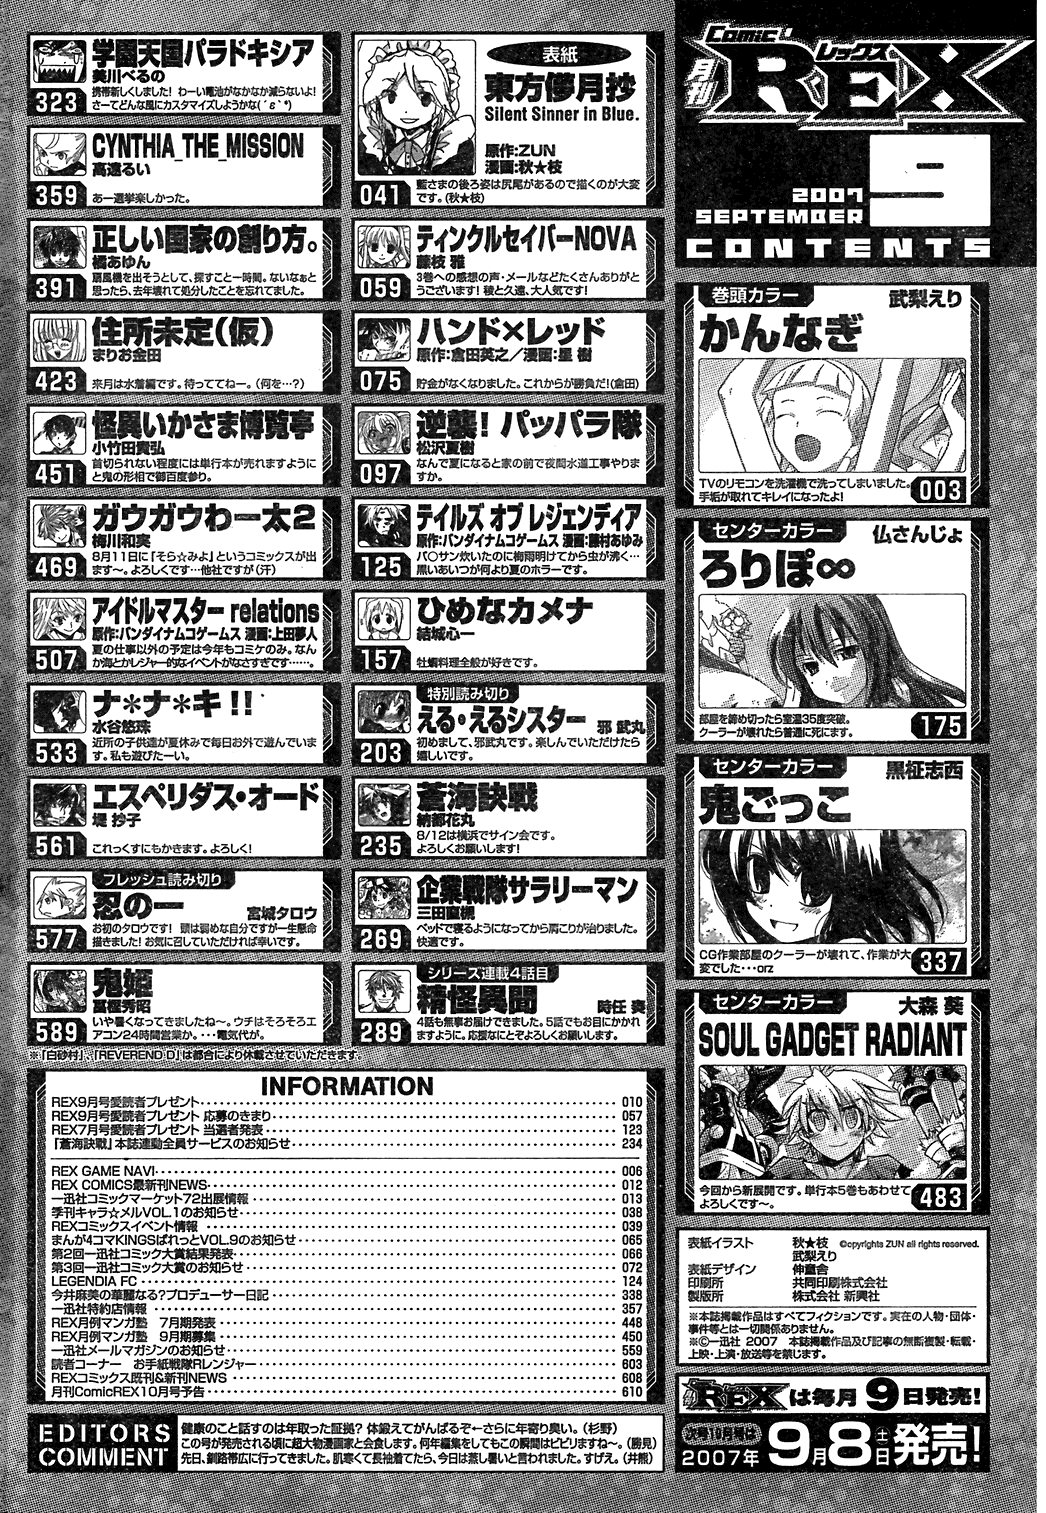 Comic
レックス
月刊 REX
2007 9
SEPTEMBER
CONTENTS
巻頭カラー
武梨えり
かんなぎ
TVのリモコンを洗濯機で洗ってしまいました。
手垢が取れてキレイになったよ!
003
センターカラー
仏さんじょ
ろりぽ∞
部屋を締め切ったら室温35度突破。
クーラーが壊れたら普通に死にます。
175
センターカラー
黒柾志西
鬼ごっこ
CG作業部屋のクーラーが壊れて、作業が大
変でした・・・orz
337
センターカラー
大森 葵
SOUL GADGET RADIANT
今回から新展開です。単行本5巻もあわせて
よろしくです〜。
483
表紙
東方儚月抄
Silent Sinner in Blue.
原作:ZUN
漫画:秋★枝
041
藍さまの後ろ姿は尻尾があるので描くのが大変
です。(秋★枝)
ティンクルセイバーNOVA
藤枝 雅
059
3巻への感想の声・メールなどたくさんありがと
うございます! 稜と久遠、大人気です!
ハンド×レッド
原作:倉田英之/漫画:星 樹
075
貯金がなくなりました。これからが勝負だ!(倉田)
逆襲! パッパラ隊
松沢夏樹
097
なんで夏になると家の前で夜間水道工事やりま
すか。
テイルズ オブ レジェンディア
原作:バンダイナムコゲームス 漫画:藤村あゆみ
125
バ○サン炊いたのに梅雨明けてから虫が沸く…
黒いあいつが何より夏のホラーです。
ひめなカメナ
結城心一
157
牡蠣料理全般が好きです。
特別読み切り
える・えるシスター
邪 武丸
203
初めまして、邪武丸です。楽しんでいただけたら
嬉しいです。
蒼海訣戦
納都花丸
235
8/12は横浜でサイン会です。
よろしくお願いします!
企業戦隊サラリーマン
三田直機
269
ベッドで寝るようになってから肩こりが治りました。
快適です。
シリーズ連載4話目
精怪異聞
時任 奏
289
4話も無事お届けできました。5話でもお目にかかれ
ますように。応援なにとぞよろしくお願いします。
学園天国パラドキシア
美川べるの
323
携帯新しくしました! わーい電池がなかなか減らないよ!
さーてどんな風にカスタマイズしようかな(´ε`*)
CYNTHIA_THE_MISSION
高遠るい
359
あー選挙楽しかった。
正しい国家の創り方。
橘あゆん
391
扇風機を出そうとして、探すこと一時間。ないなぁと
思ったら、去年壊れて処分したことを忘れてました。
住所未定(仮)
まりお金田
423
来月は水着編です。待っててねー。(何を…?)
怪異いかさま博覧亭
小竹田貴弘
451
首切られない程度には単行本が売れますように
と鬼の形相で御百度参り。
ガウガウわー太2
梅川和実
469
8月11日に「そら☆みよ」というコミックスが出
ます〜。よろしくです…他社ですが(汗)
アイドルマスター relations
原作:バンダイナムコゲームス 漫画:上田夢人
507
夏の仕事以外の予定は今年もコミケのみ。なん
か海とかレジャー的なイベントがなさすぎです……。
ナ*ナ*キ!!
水谷悠珠
533
近所の子供達が夏休みで毎日お外で遊んでいま
す。私も遊びたーい。
エスペリダス・オード
堤 抄子
561
これっくすにもかきます。よろしく!
フレッシュ読み切り
忍の一
宮城タロウ
577
お初のタロウです! 頭は弱めな自分ですが一生懸命
描きました! お気に召していただければ幸いです。
鬼姫
冨樫秀昭
589
いや暑くなってきましたね〜。ウチはそろそろエ
アコン24時間営業か。・・・電気代が。
※「白砂村」、「REVEREND D」は都合により休載させていただきます。
INFORMATION
REX9月号愛読者プレゼント 010
REX9月号愛読者プレゼント 応募のきまり 057
REX7月号愛読者プレゼント 当選者発表 123
「蒼海訣戦」本誌連動全員サービスのお知らせ 234
REX GAME NAVI 006
REX COMICS最新刊NEWS 012
一迅社コミックマーケット72出展情報 013
季刊キャラ☆メルVOL.1のお知らせ 038
REXコミックスイベント情報 039
まんが4コマKINGSぱれっとVOL.9のお知らせ 065
第2回一迅社コミック大賞結果発表 066
第3回一迅社コミック大賞のお知らせ 072
LEGENDIA FC 124
今井麻美の華麗なる?プロデューサー日記 338
一迅社特約店情報 357
REX月例マンガ塾 7月期発表 448
REX月例マンガ塾 9月期募集 450
一迅社メールマガジンのお知らせ 559
読者コーナー お手紙戦隊Rレンジャー 603
REXコミックス既刊&新刊NEWS 608
月刊ComicREX10月号予告 610
EDITORS
COMMENT
健康のこと話すのは年取った証拠? 体鍛えてがんばるぞーさらに年寄り臭い。(杉野)
この号が発売される頃に超大物漫画家と会食します。何年編集をしてもこの瞬間はビビりますね〜。(勝見)
先日、釧路帯広に行ってきました。肌寒くて長袖着てたら、今日は蒸し暑いと言われました。すげえ。(井熊)
表紙イラスト 秋★枝 ©copyrights ZUN all rights reserved.
武梨えり
表紙デザイン 伸童舎
印刷所 共同印刷株式会社
製版所 株式会社 新興社
※本誌掲載作品はすべてフィクションです。実在の人物・団体・
事件等とは一切関係ありません。
※©一迅社 2007 本誌掲載作品及び記事の無断複製・転載・
上映・上演・放送等を禁じます。
月刊REXは毎月9日発売!
次号10月号は
2007年9月8日土発売!